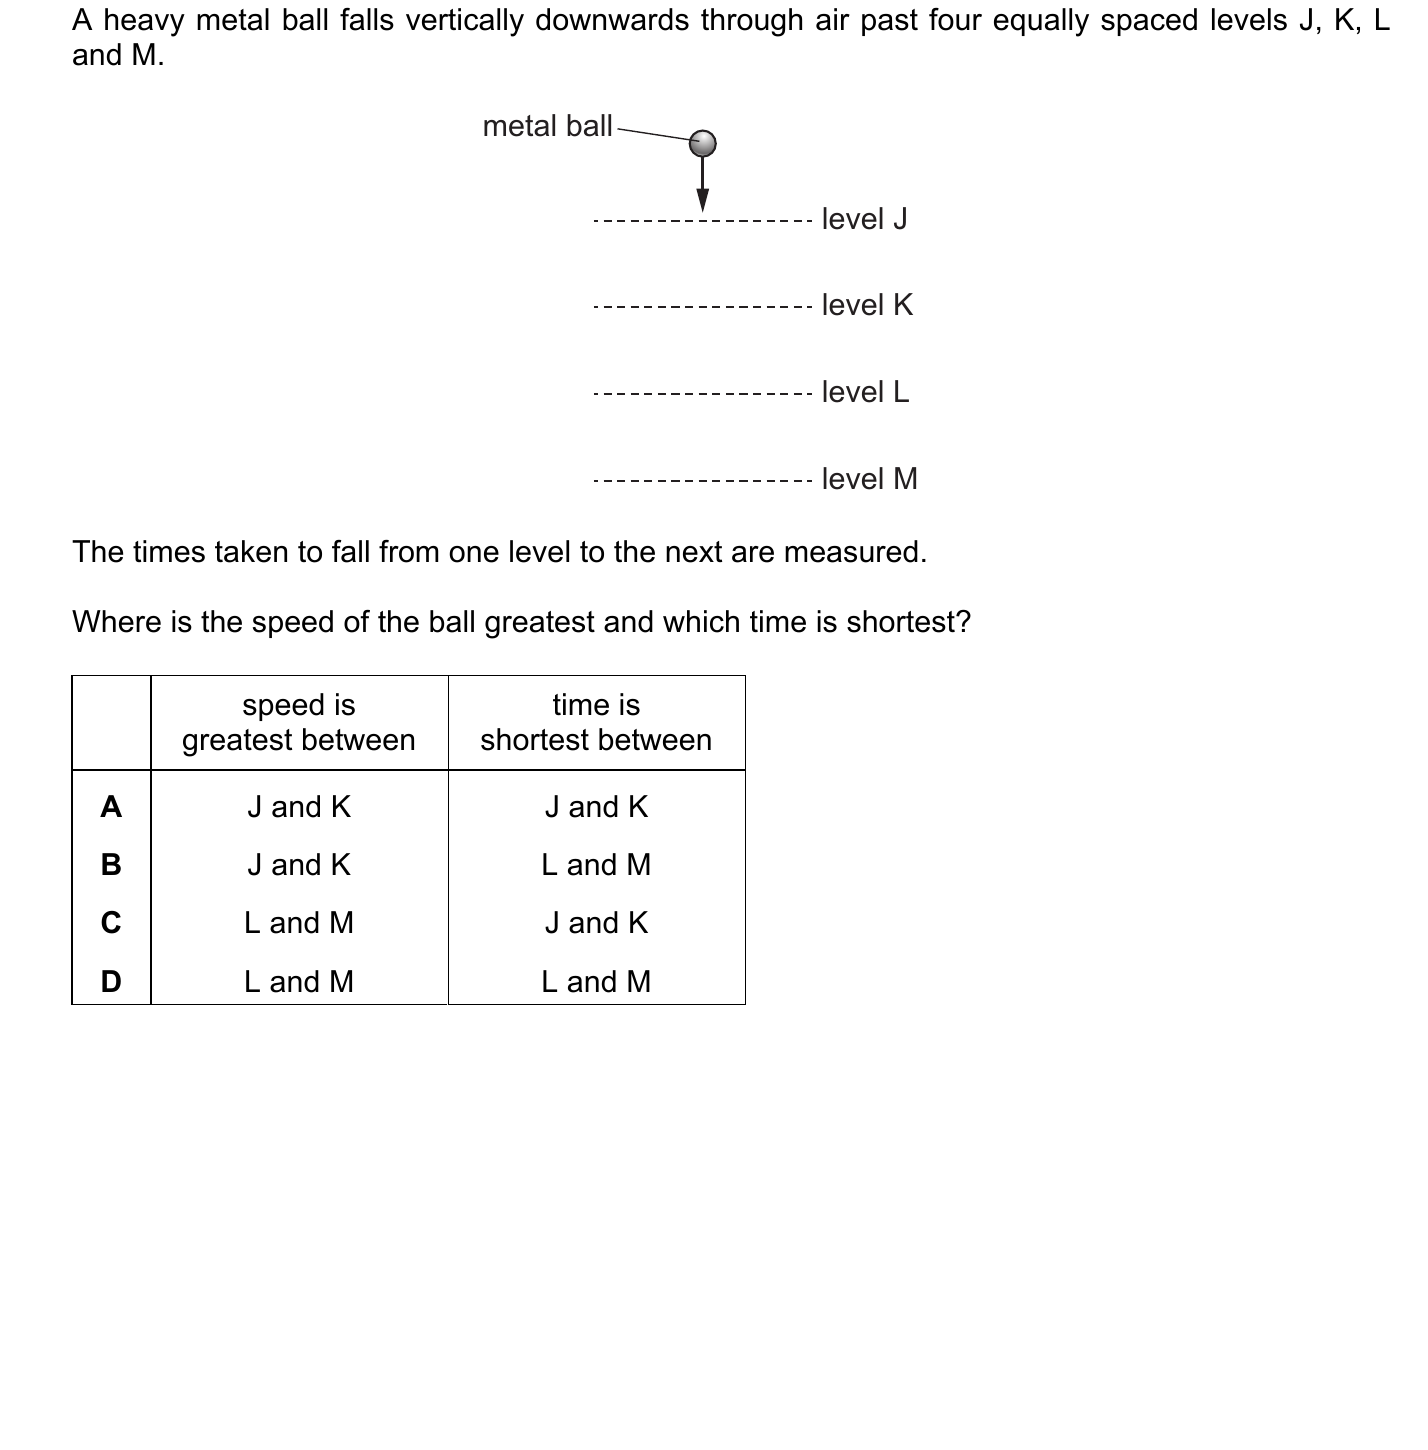 A heavy metal ball falls vertically downwards through air past four equally spaced levels J, K, L
and M.
metal ball
level J
level K
level L
level M
The times taken to fall from one level to the next are measured.
Where is the speed of the ball greatest and which time is shortest?
speed is
greatest between
time is
shortest between
A J and K J and K
B J and K L and M
C L and M J and K
D L and M L and M